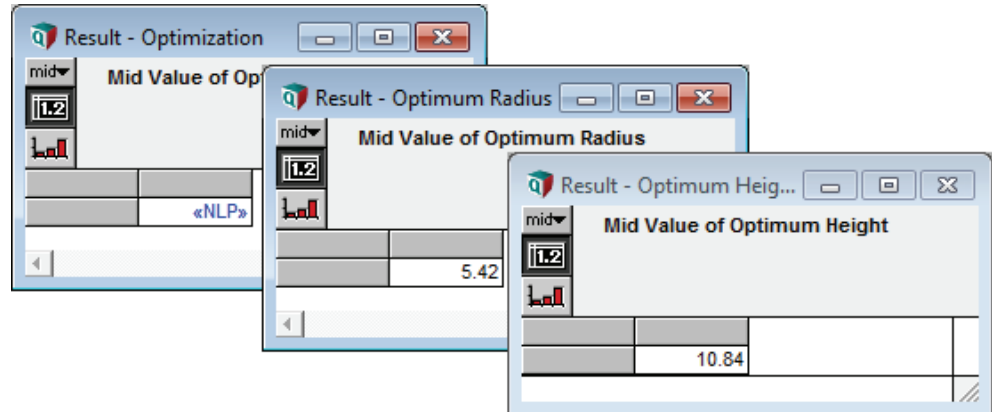 Result - Optimization
mid
Mid Value of Op
1.2
«NLP»
Result - Optimum Radius
mid
Mid Value of Optimum Radius
1.2
5.42
Result - Optimum Heig...
mid
Mid Value of Optimum Height
1.2
10.84